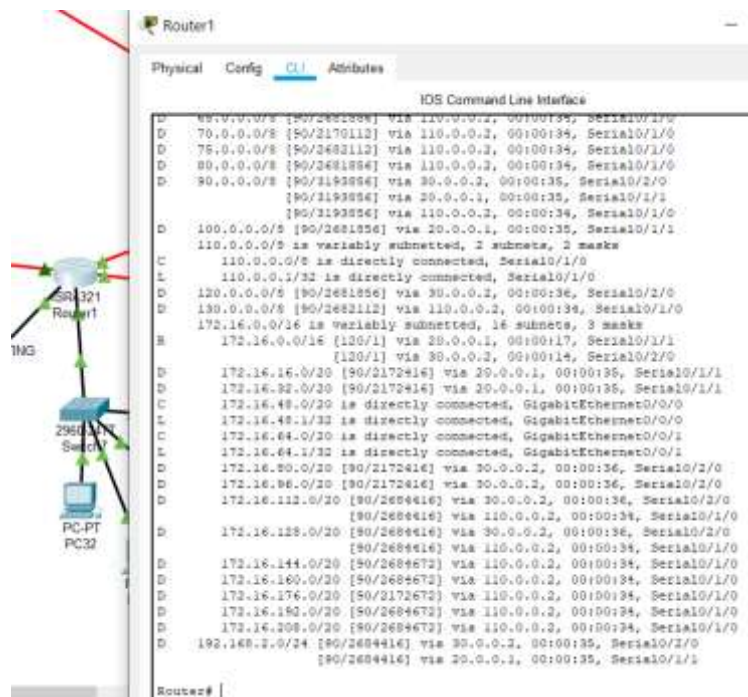 Router1
Physical Config CLI Attributes
IOS Command Line Interface
D 70.0.0.0/8 [90/2170112] via 110.0.0.2, 00:00:34, Serial0/1/0
D 75.0.0.0/8 [90/2682112] via 110.0.0.2, 00:00:34, Serial0/1/0
D 80.0.0.0/8 [90/2681856] via 110.0.0.2, 00:00:34, Serial0/1/0
D 90.0.0.0/8 [90/3193856] via 30.0.0.2, 00:00:35, Serial0/2/0
[90/3193856] via 20.0.0.1, 00:00:35, Serial0/1/1
[90/3193856] via 110.0.0.2, 00:00:34, Serial0/1/0
D 100.0.0.0/8 [90/2681856] via 20.0.0.1, 00:00:35, Serial0/1/1
110.0.0.0/8 is variably subnetted, 2 subnets, 2 masks
C 110.0.0.0/8 is directly connected, Serial0/1/0
L 110.0.0.1/32 is directly connected, Serial0/1/0
D 120.0.0.0/8 [90/2681856] via 30.0.0.2, 00:00:36, Serial0/2/0
D 130.0.0.0/8 [90/2682112] via 110.0.0.2, 00:00:34, Serial0/1/0
172.16.0.0/16 is variably subnetted, 16 subnets, 3 masks
R 172.16.0.0/16 [120/1] via 20.0.0.1, 00:00:17, Serial0/1/1
[120/1] via 30.0.0.2, 00:00:14, Serial0/2/0
D 172.16.16.0/20 [90/2172416] via 20.0.0.1, 00:00:35, Serial0/1/1
D 172.16.32.0/20 [90/2172416] via 20.0.0.1, 00:00:35, Serial0/1/1
C 172.16.48.0/20 is directly connected, GigabitEthernet0/0/0
L 172.16.48.1/32 is directly connected, GigabitEthernet0/0/0
C 172.16.64.0/20 is directly connected, GigabitEthernet0/0/1
L 172.16.64.1/32 is directly connected, GigabitEthernet0/0/1
D 172.16.80.0/20 [90/2172416] via 30.0.0.2, 00:00:36, Serial0/2/0
D 172.16.96.0/20 [90/2172416] via 30.0.0.2, 00:00:36, Serial0/2/0
D 172.16.112.0/20 [90/2684416] via 30.0.0.2, 00:00:36, Serial0/2/0
[90/2684416] via 110.0.0.2, 00:00:34, Serial0/1/0
D 172.16.128.0/20 [90/2684416] via 30.0.0.2, 00:00:36, Serial0/2/0
[90/2684416] via 110.0.0.2, 00:00:34, Serial0/1/0
D 172.16.144.0/20 [90/2684672] via 110.0.0.2, 00:00:34, Serial0/1/0
D 172.16.160.0/20 [90/2684672] via 110.0.0.2, 00:00:34, Serial0/1/0
D 172.16.176.0/20 [90/2172672] via 110.0.0.2, 00:00:34, Serial0/1/0
D 172.16.192.0/20 [90/2684672] via 110.0.0.2, 00:00:34, Serial0/1/0
D 172.16.208.0/20 [90/2684672] via 110.0.0.2, 00:00:34, Serial0/1/0
D 192.168.2.0/24 [90/2684416] via 30.0.0.2, 00:00:35, Serial0/2/0
[90/2684416] via 20.0.0.1, 00:00:35, Serial0/1/1
Router#
Router1
PC-PT
PC32